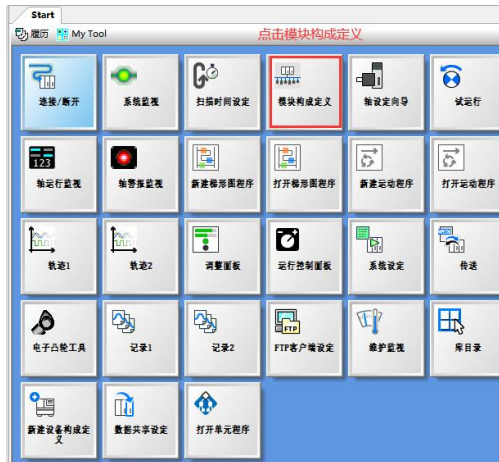 Start
履历 My Tool
点击模块构成定义
连接/断开
系统监视
扫描时间设定
模块构成定义
轴设定向导
试运行
123
轴运行监视
轴警报监视
新建梯形图程序
打开梯形图程序
新建运动程序
打开运动程序
轨迹1
轨迹2
调整面板
运行控制面板
系统设定
传送
电子凸轮工具
记录1
记录2
FTP
FTP客户端设定
维护监视
库目录
新建设备构成定
义
数据共享设定
打开单元程序